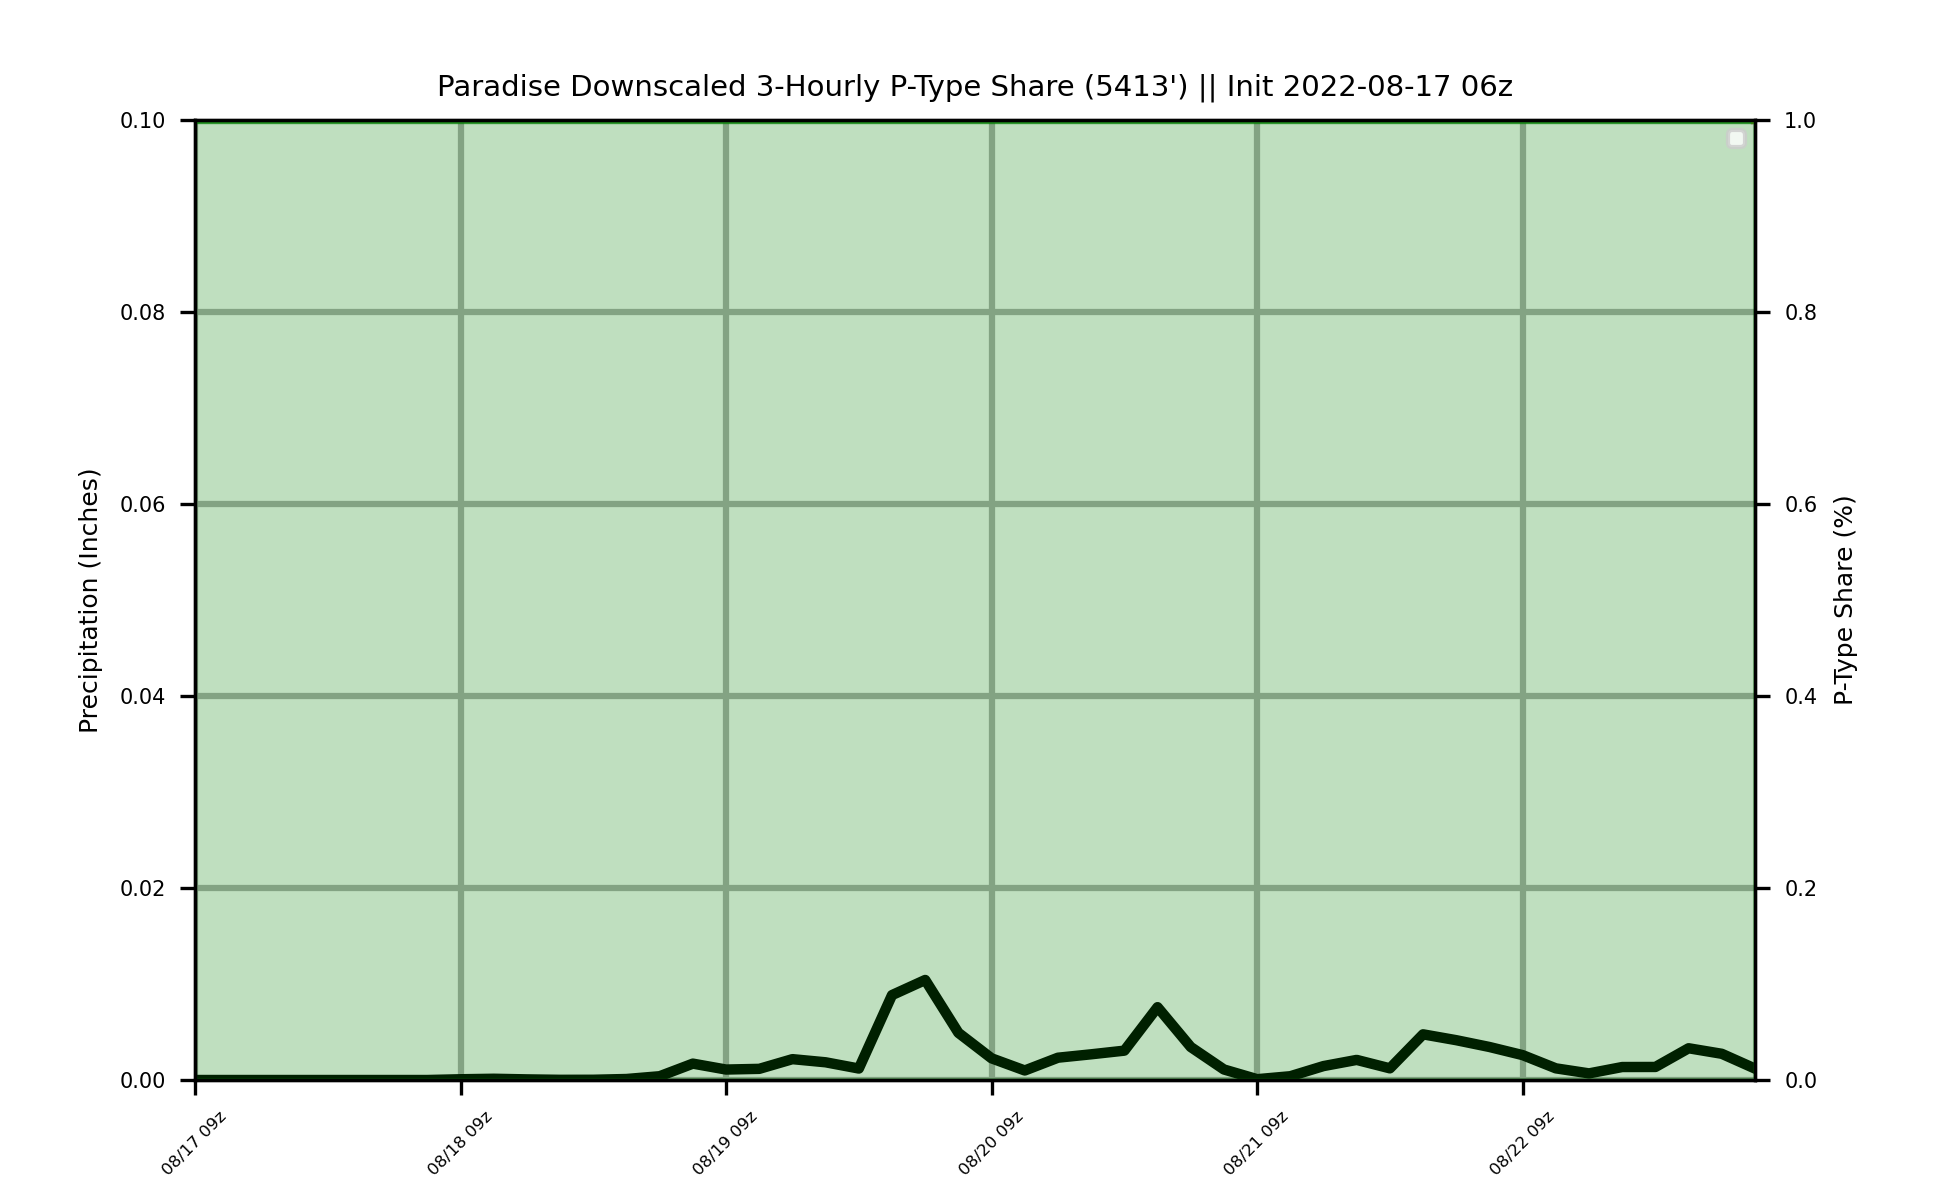 Paradise Downscaled 3-Hourly P-Type Share (5413') || Init 2022-08-17 06z
Precipitation (Inches)
0.10
0.08
0.06
0.04
0.02
0.00
1.0
0.8
0.6
0.4
0.2
0.0
P-Type Share (%)
08/17 09z
08/18 09z
08/19 09z
08/20 09z
08/21 09z
08/22 09z